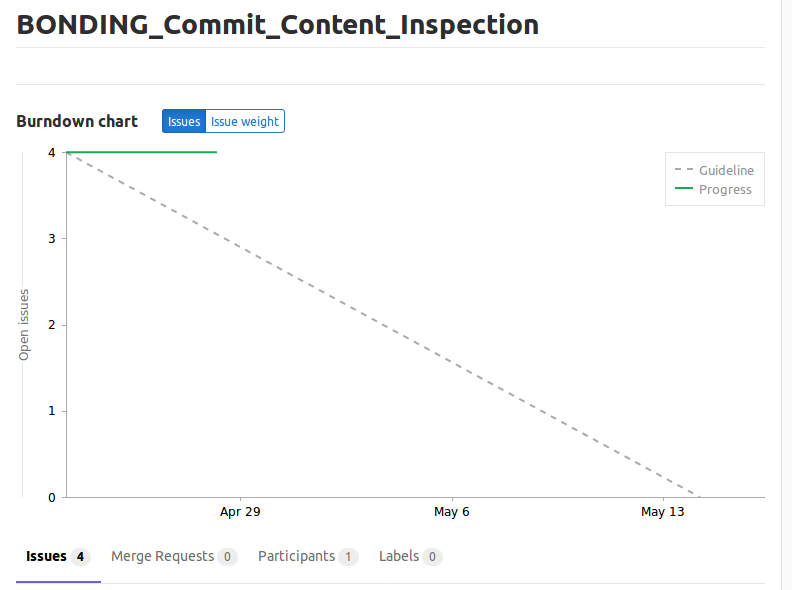 BONDING_Commit_Content_Inspection
Burndown chart Issues Issue weight
4
3
2
1
0
Open issues
Guideline
Progress
Apr 29 May 6 May 13
Issues 4 Merge Requests 0 Participants 1 Labels 0